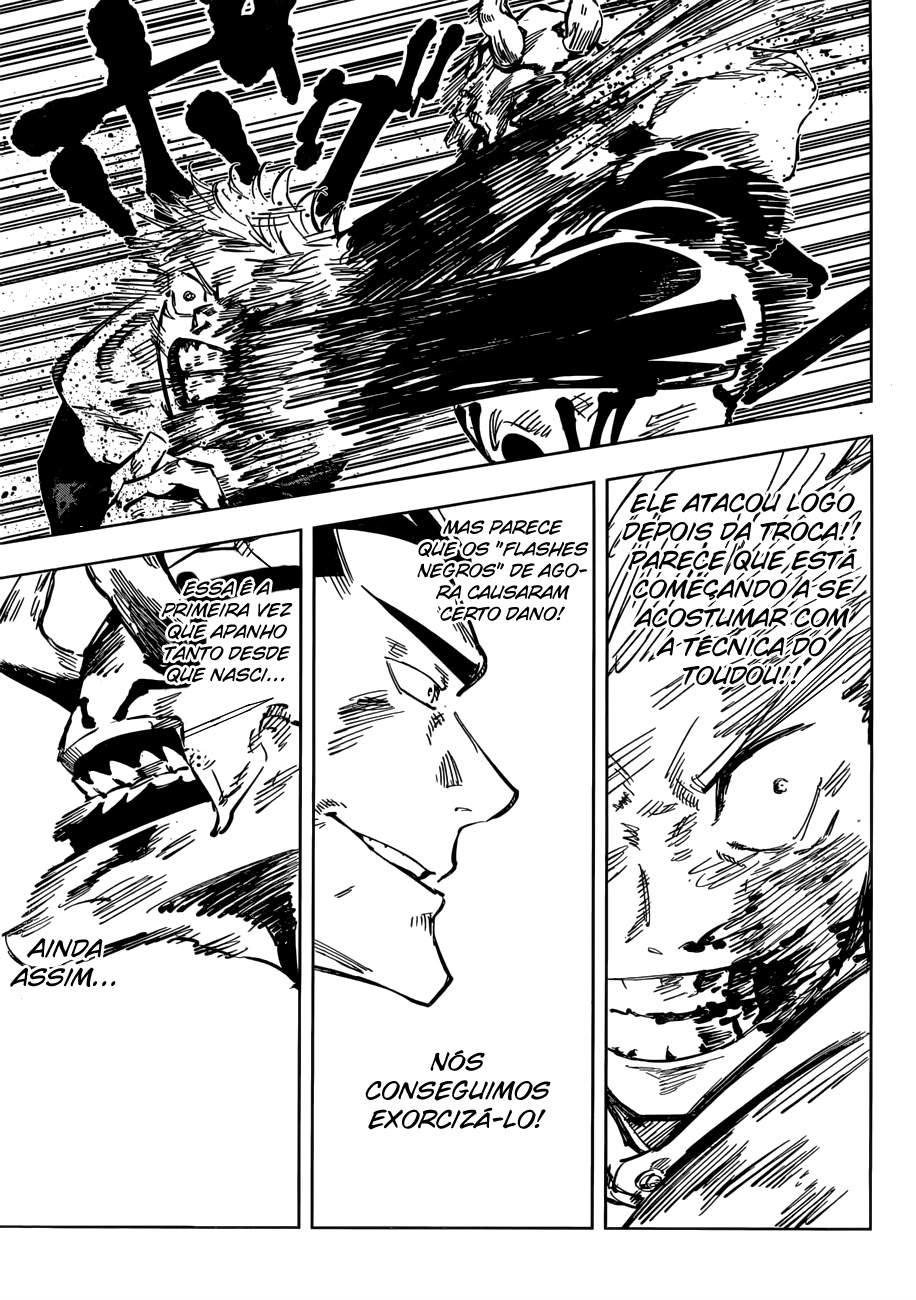 ELE ATACOU LOGO
DEPOIS DA TROCA!!
PARECE QUE ESTÁ
COMEÇANDO A SE
ACOSTUMAR COM
A TÉCNICA DO
TOUDOU!!
MAS PARECE
QUE OS "FLASHES
NEGROS" DE AGO-
RA CAUSARAM
CERTO DANO!
NÓS
CONSEGUIMOS
EXORCIZÁ-LO!
ESSA É A
PRIMEIRA VEZ
QUE APANHO
TANTO DESDE
QUE NASCI...
AINDA
ASSIM...